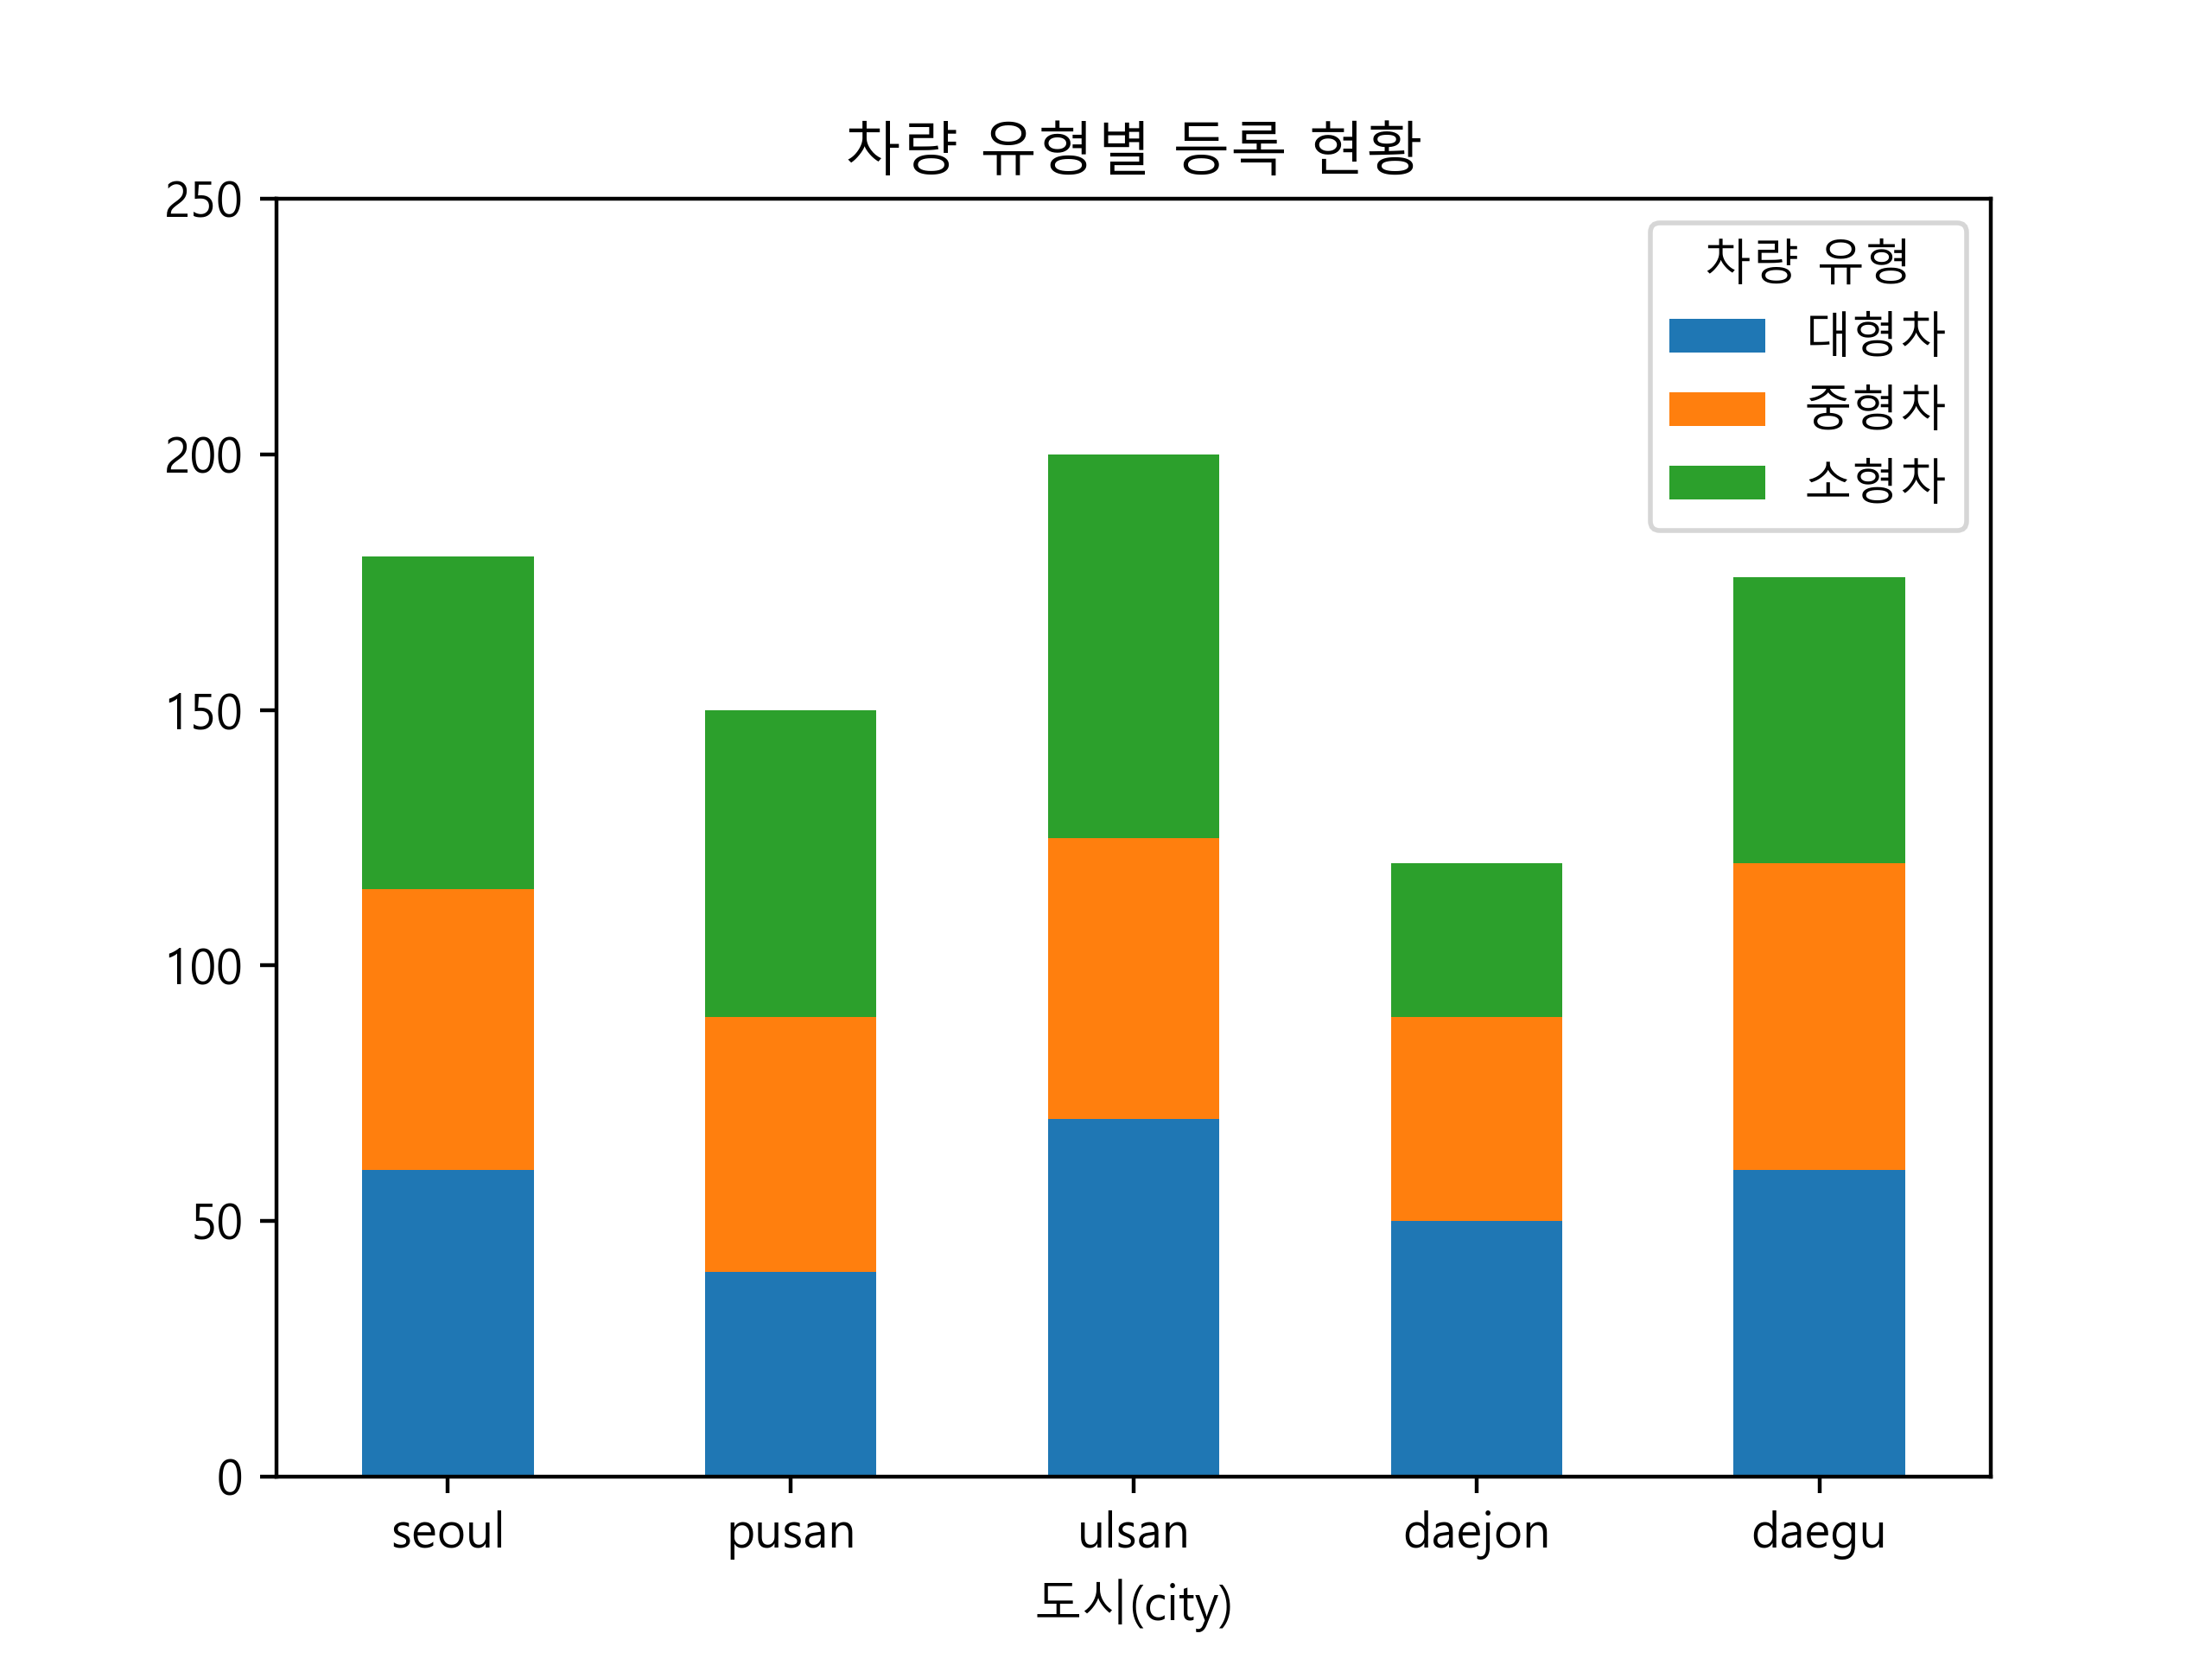 차량 유형별 등록 현황
250
200
150
100
50
0
차량 유형
대형차
중형차
소형차
seoul pusan ulsan daejon daegu
도시(city)